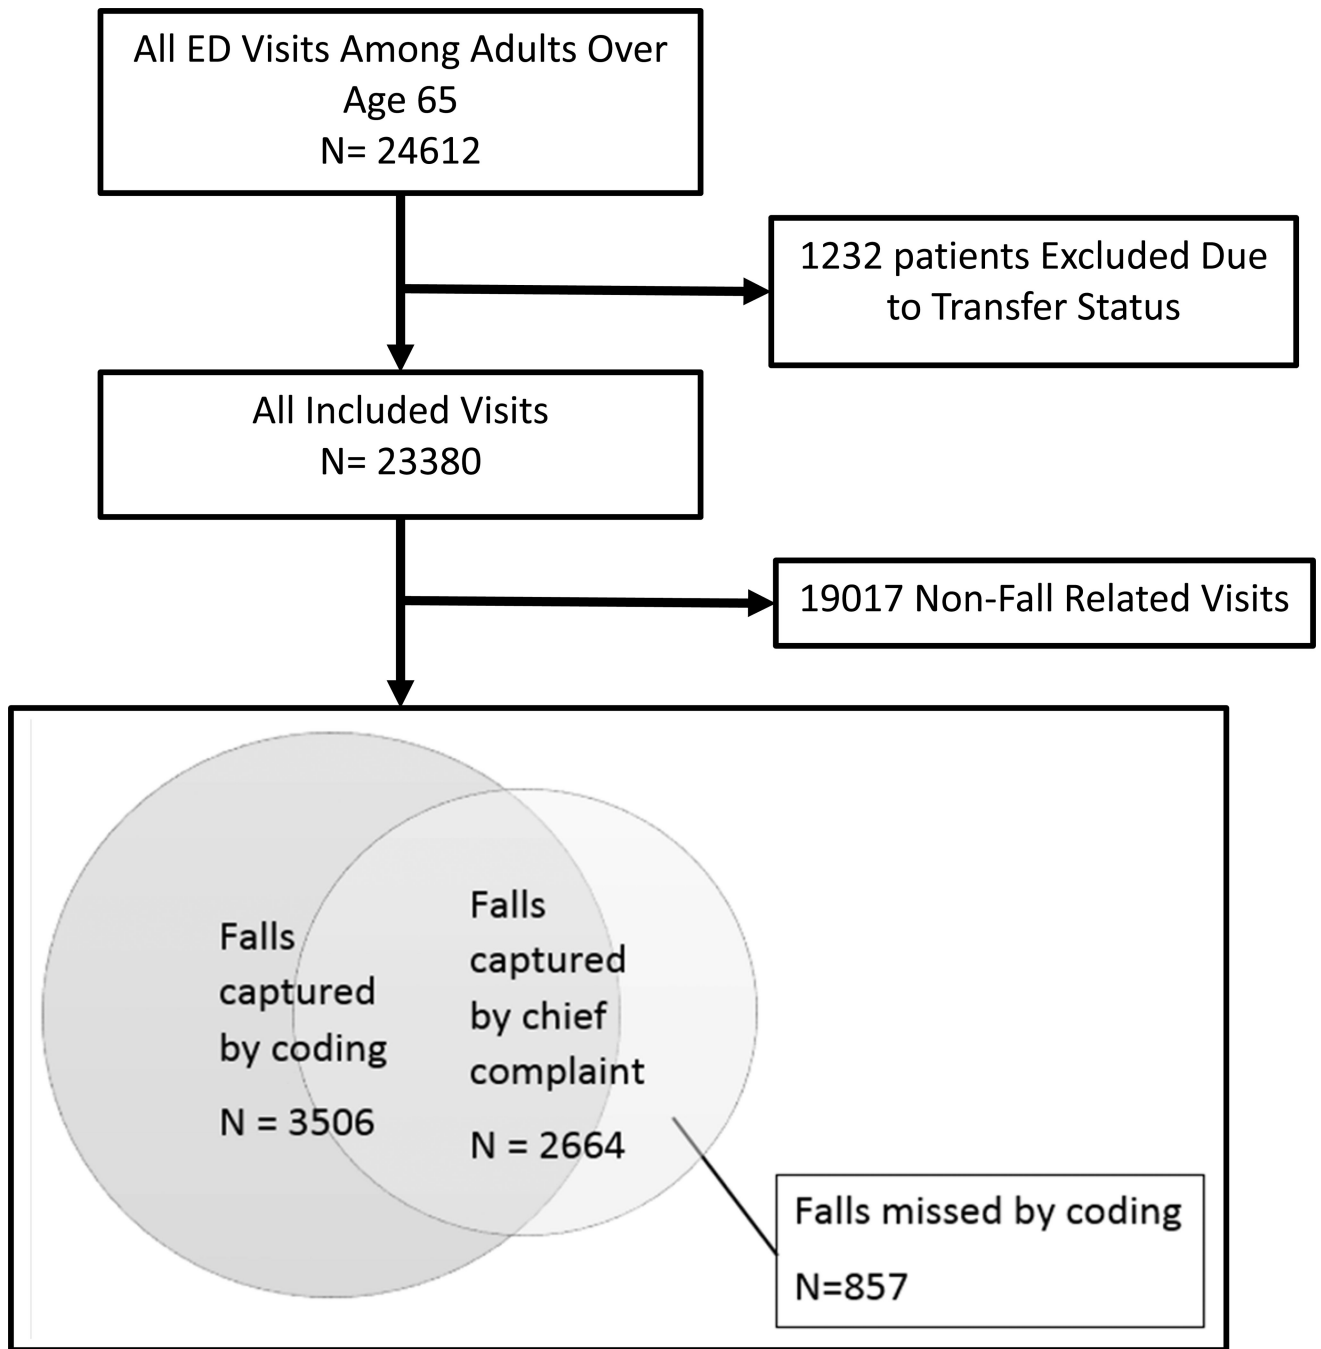 All ED Visits Among Adults Over
Age 65
N= 24612
1232 patients Excluded Due
to Transfer Status
All Included Visits
N= 23380
19017 Non-Fall Related Visits
Falls
captured
by coding
N = 3506
Falls
captured
by chief
complaint
N = 2664
Falls missed by coding
N=857